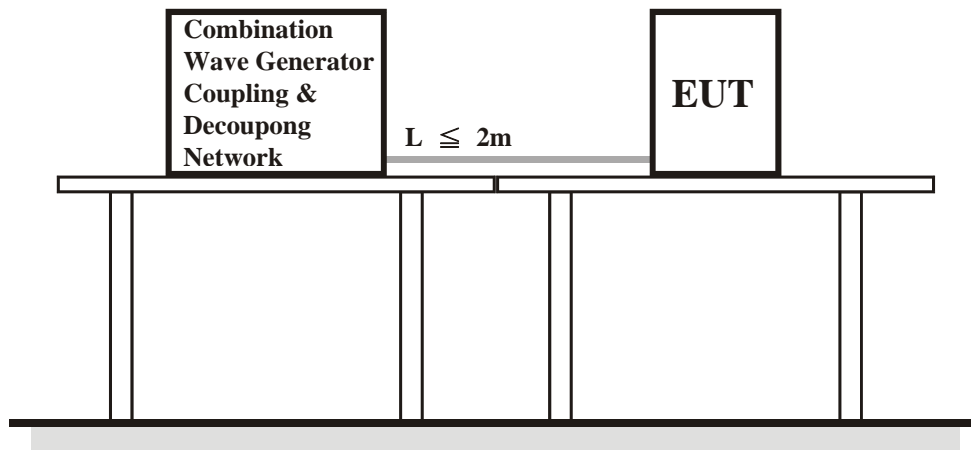 Combination
Wave Generator
Coupling &
Decoupong
Network
L ≦ 2m
EUT